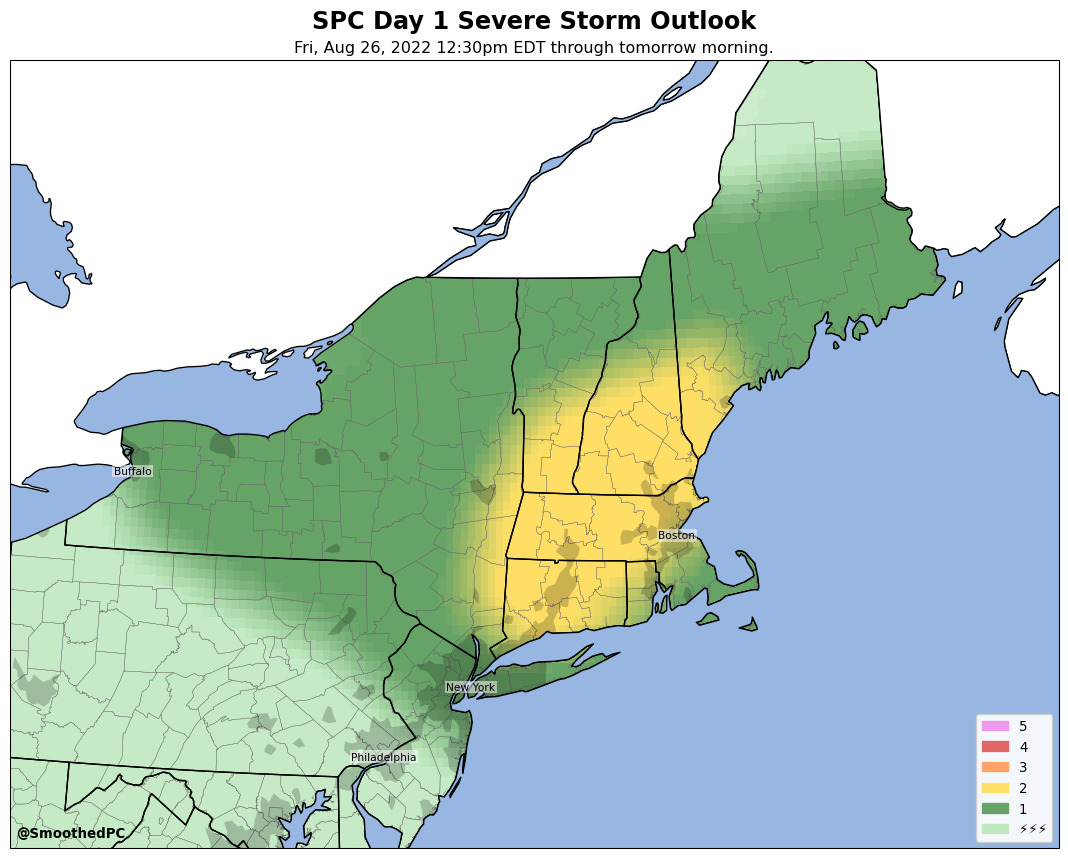 SPC Day 1 Severe Storm Outlook
Fri, Aug 26, 2022 12:30pm EDT through tomorrow morning.
Buffalo
Boston
New York
Philadelphia
5
4
3
2
1
⚡⚡⚡
@SmoothedPC